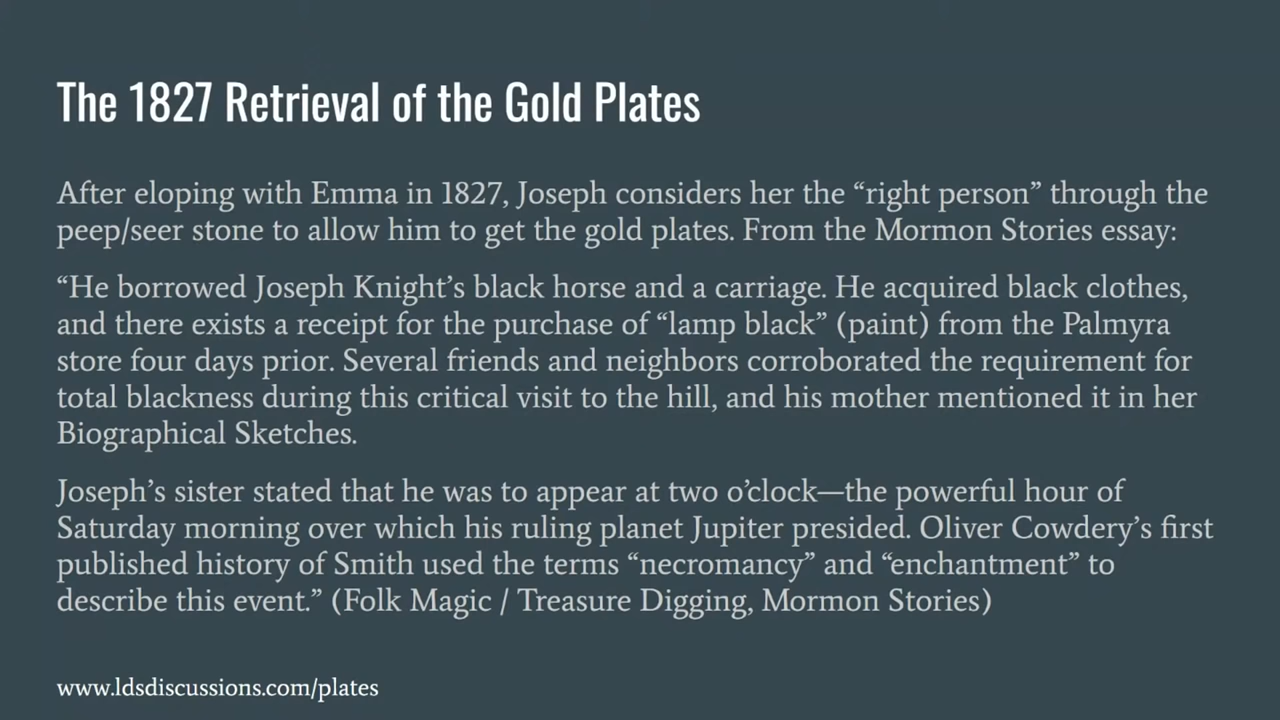 The 1827 Retrieval of the Gold Plates
After eloping with Emma in 1827, Joseph considers her the “right person” through the
peep/seer stone to allow him to get the gold plates. From the Mormon Stories essay:
“He borrowed Joseph Knight’s black horse and a carriage. He acquired black clothes,
and there exists a receipt for the purchase of “lamp black” (paint) from the Palmyra
store four days prior. Several friends and neighbors corroborated the requirement for
total blackness during this critical visit to the hill, and his mother mentioned it in her
Biographical Sketches.
Joseph’s sister stated that he was to appear at two o’clock—the powerful hour of
Saturday morning over which his ruling planet Jupiter presided. Oliver Cowdery’s first
published history of Smith used the terms “necromancy” and “enchantment” to
describe this event.” (Folk Magic / Treasure Digging, Mormon Stories)
www.ldsdiscussions.com/plates